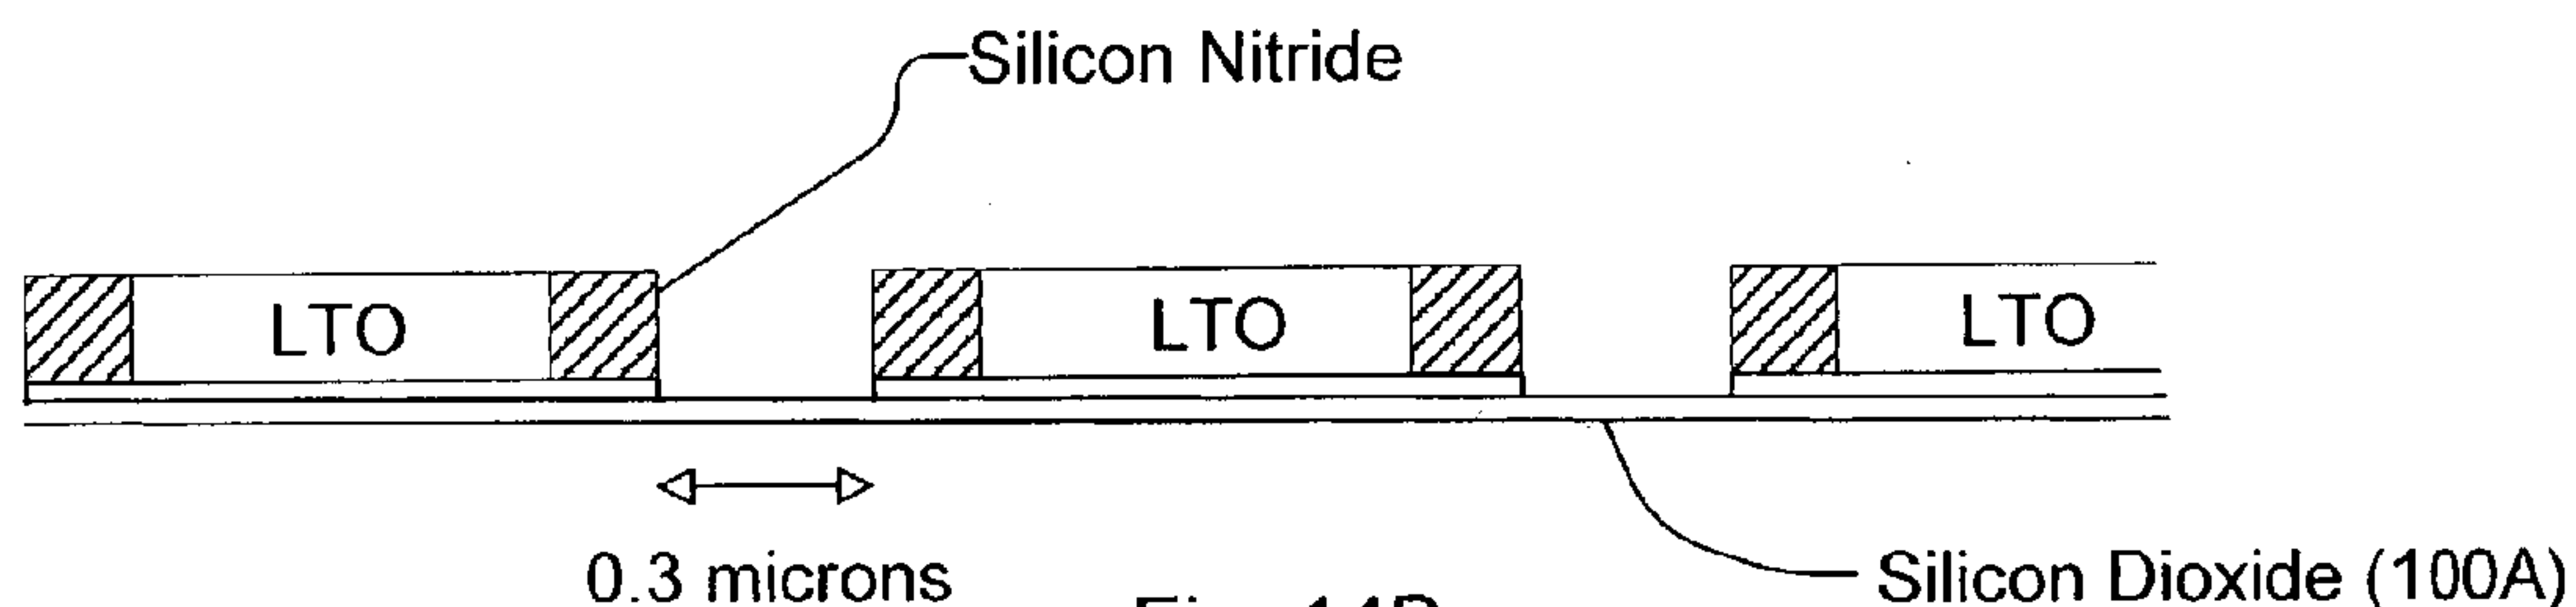 Silicon Nitride
LTO LTO LTO
0.3 microns
Silicon Dioxide (100A)